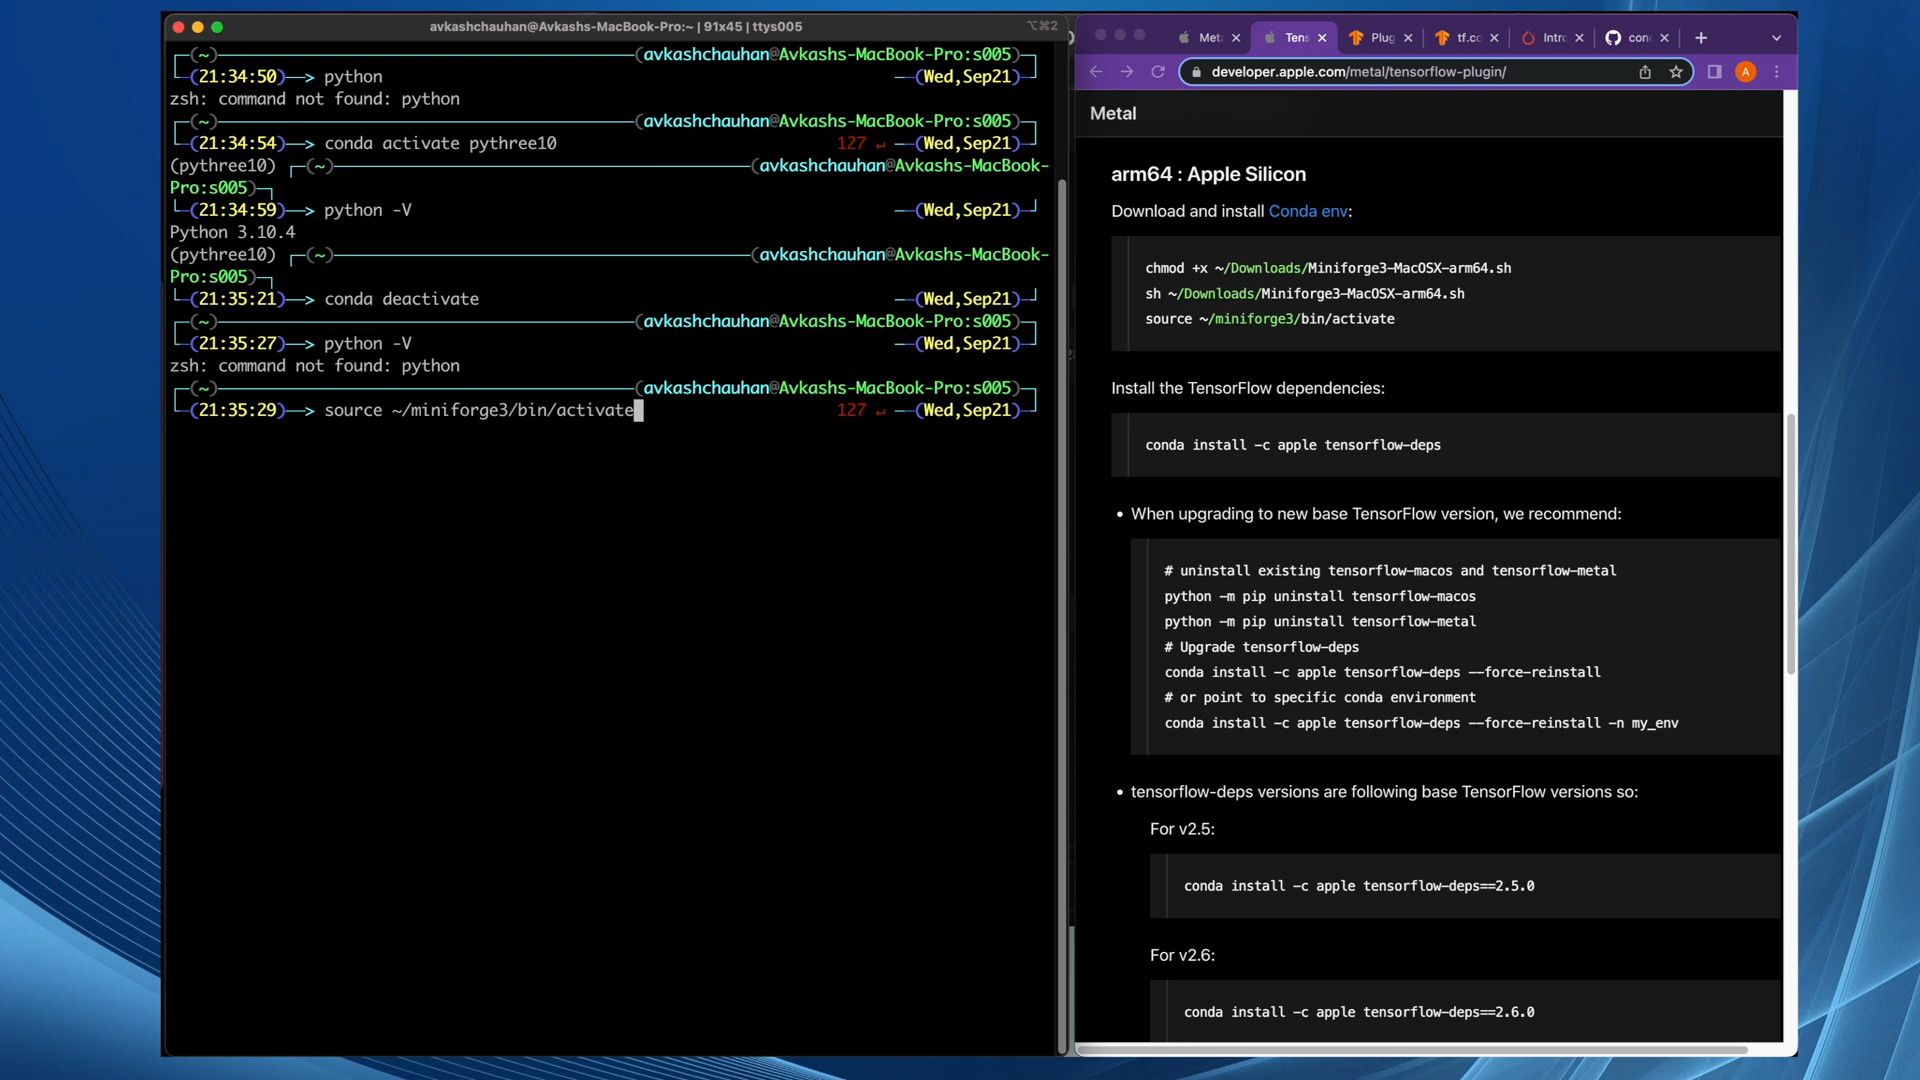 avkashchauhan@Avkashs-MacBook-Pro:~ | 91x45 | ttys005
⌥⌘2
(~) (avkashchauhan@Avkashs-MacBook-Pro:s005)
(21:34:50)—> python —(Wed,Sep21)
zsh: command not found: python
(~) (avkashchauhan@Avkashs-MacBook-Pro:s005)
(21:34:54)—> conda activate pythree10 127 ↵ —(Wed,Sep21)
(pythree10) (~) (avkashchauhan@Avkashs-MacBook-
Pro:s005)
(21:34:59)—> python -V —(Wed,Sep21)
Python 3.10.4
(pythree10) (~) (avkashchauhan@Avkashs-MacBook-
Pro:s005)
(21:35:21)—> conda deactivate —(Wed,Sep21)
(~) (avkashchauhan@Avkashs-MacBook-Pro:s005)
(21:35:27)—> python -V —(Wed,Sep21)
zsh: command not found: python
(~) (avkashchauhan@Avkashs-MacBook-Pro:s005)
(21:35:29)—> source ~/miniforge3/bin/activate 127 ↵ —(Wed,Sep21)
Meta Tens Plug tf.co Intro con
developer.apple.com/metal/tensorflow-plugin/
A
Metal
arm64 : Apple Silicon
Download and install Conda env:
chmod +x ~/Downloads/Miniforge3-MacOSX-arm64.sh
sh ~/Downloads/Miniforge3-MacOSX-arm64.sh
source ~/miniforge3/bin/activate
Install the TensorFlow dependencies:
conda install -c apple tensorflow-deps
• When upgrading to new base TensorFlow version, we recommend:
# uninstall existing tensorflow-macos and tensorflow-metal
python -m pip uninstall tensorflow-macos
python -m pip uninstall tensorflow-metal
# Upgrade tensorflow-deps
conda install -c apple tensorflow-deps --force-reinstall
# or point to specific conda environment
conda install -c apple tensorflow-deps --force-reinstall -n my_env
• tensorflow-deps versions are following base TensorFlow versions so:
For v2.5:
conda install -c apple tensorflow-deps==2.5.0
For v2.6:
conda install -c apple tensorflow-deps==2.6.0